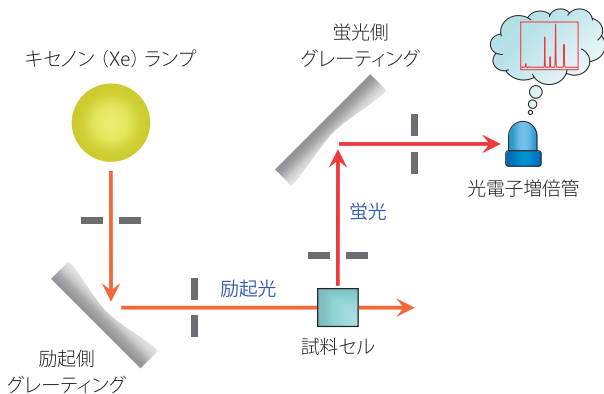 キセノン（Xe）ランプ
蛍光側
グレーティング
光電子増倍管
蛍光
励起光
試料セル
励起側
グレーティング